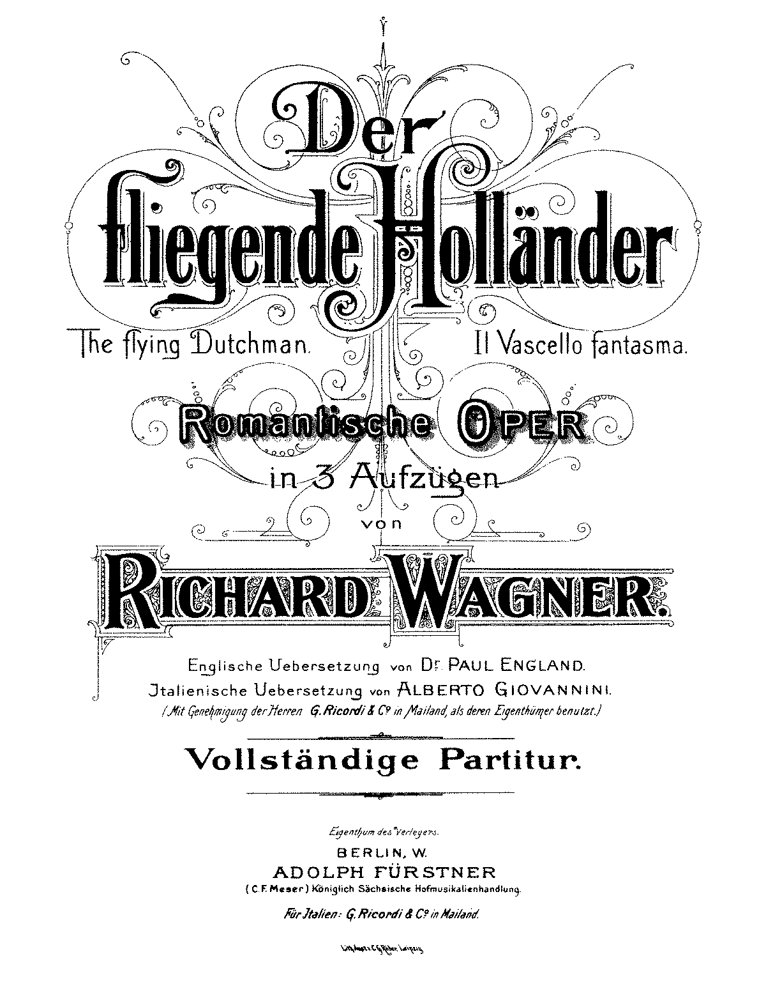 Der
fliegende Holländer
The flying Dutchman. Il Vascello fantasma.
Romantische Oper
in 3 Aufzügen
von
RICHARD WAGNER.
Englische Uebersetzung von Dr. PAUL ENGLAND.
Italienische Uebersetzung von ALBERTO GIOVANNINI.
(Mit Genehmigung der Herren G. Ricordi & Co. in Mailand, als deren Eigenthümer benutzt.)
Vollständige Partitur.
Eigenthum des Verlegers.
BERLIN, W.
ADOLPH FÜRSTNER
(C. F. Meser) Königlich Sächsische Hofmusikalienhandlung.
Für Italien: G. Ricordi & Co. in Mailand.
Lith. Anst. v. C. G. Röder, Leipzig.